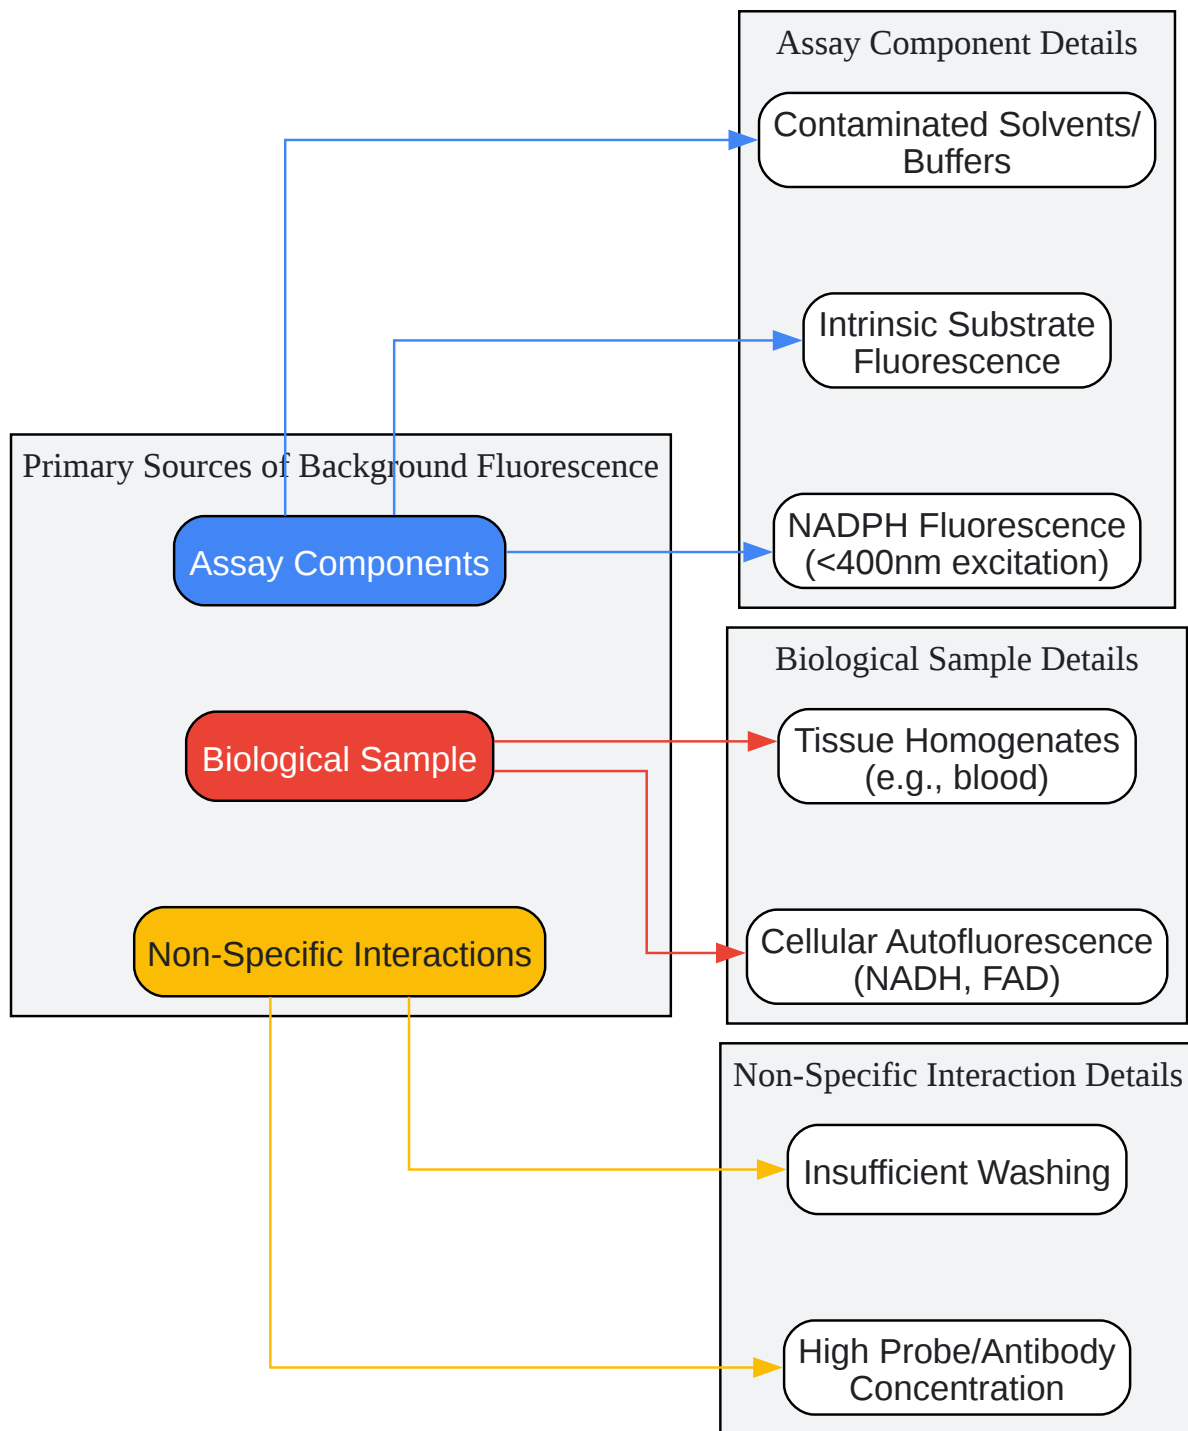 Assay Component Details
Contaminated Solvents/
Buffers
Intrinsic Substrate
Fluorescence
NADPH Fluorescence
(<400nm excitation)
Primary Sources of Background Fluorescence
Assay Components
Biological Sample
Non-Specific Interactions
Biological Sample Details
Tissue Homogenates
(e.g., blood)
Cellular Autofluorescence
(NADH, FAD)
Non-Specific Interaction Details
Insufficient Washing
High Probe/Antibody
Concentration